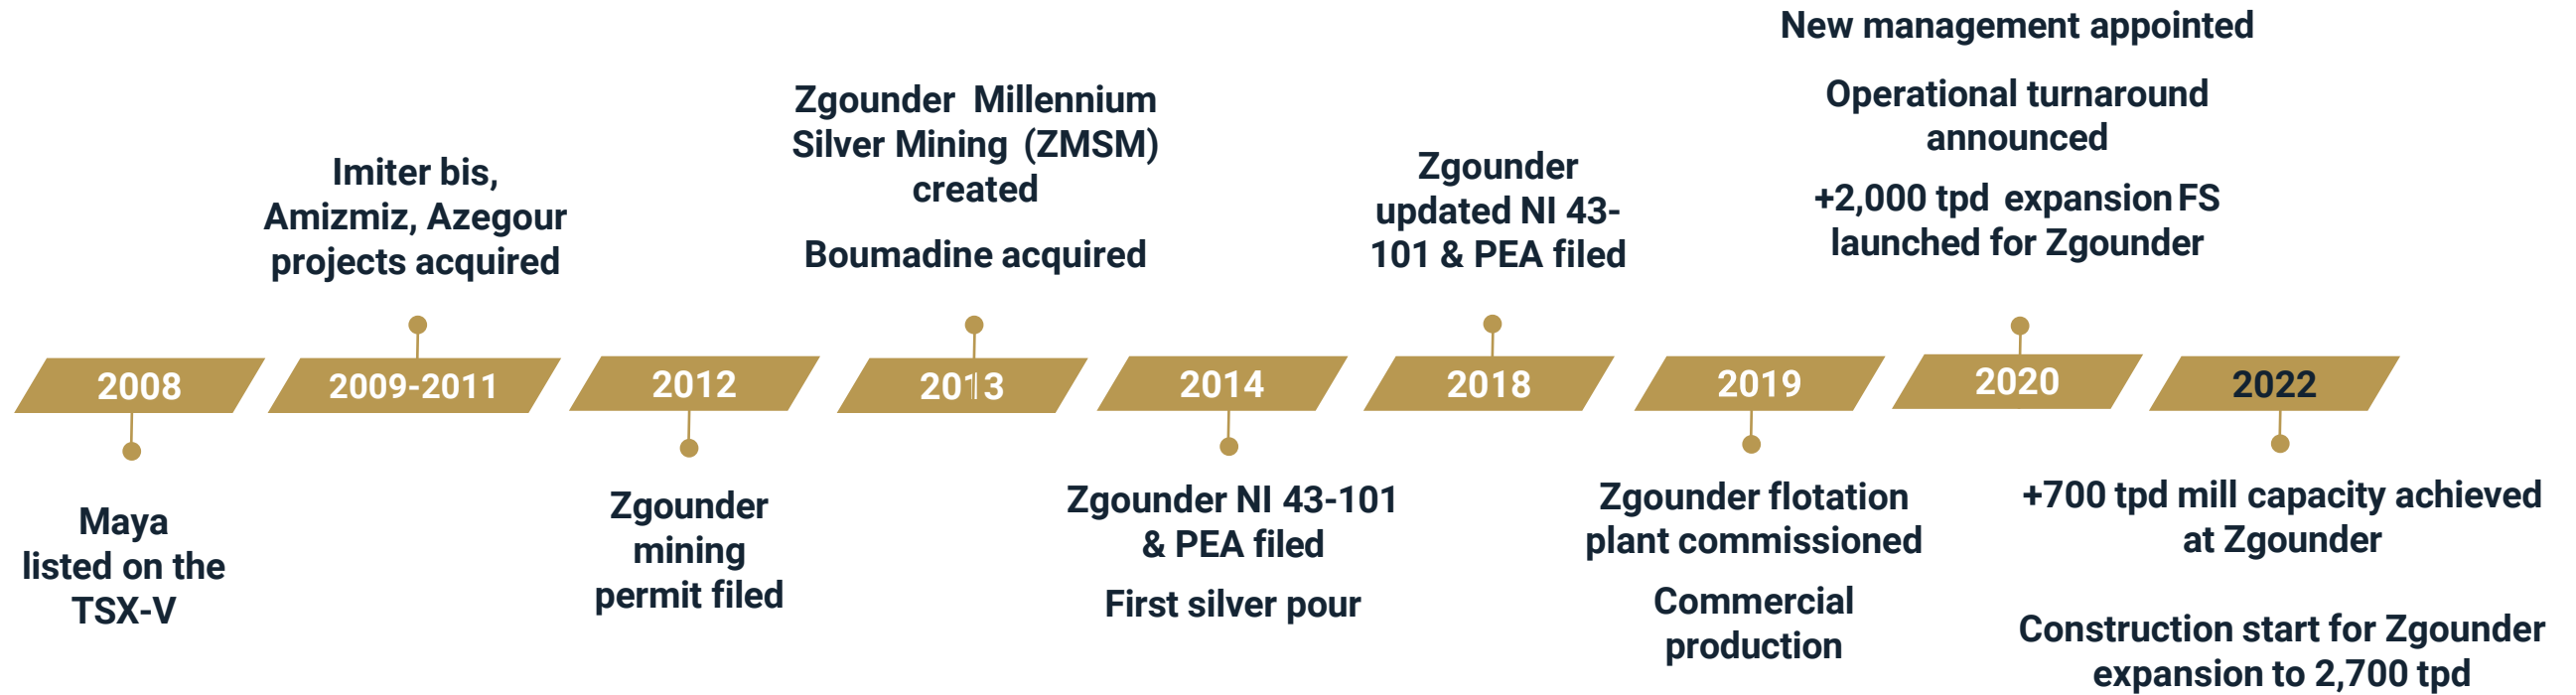 2008
Maya
listed on the
TSX-V
Imiter bis,
Amizmiz, Azegour
projects acquired
2009-2011
2012
Zgounder
mining
permit filed
Zgounder Millennium
Silver Mining (ZMSM)
created
Boumadine acquired
2013
2014
Zgounder NI 43-101
& PEA filed
First silver pour
Zgounder
updated NI 43-
101 & PEA filed
2018
2019
Zgounder flotation
plant commissioned
Commercial
production
New management appointed
Operational turnaround
announced
+2,000 tpd expansion FS
launched for Zgounder
2020
2022
+700 tpd mill capacity achieved
at Zgounder
Construction start for Zgounder
expansion to 2,700 tpd